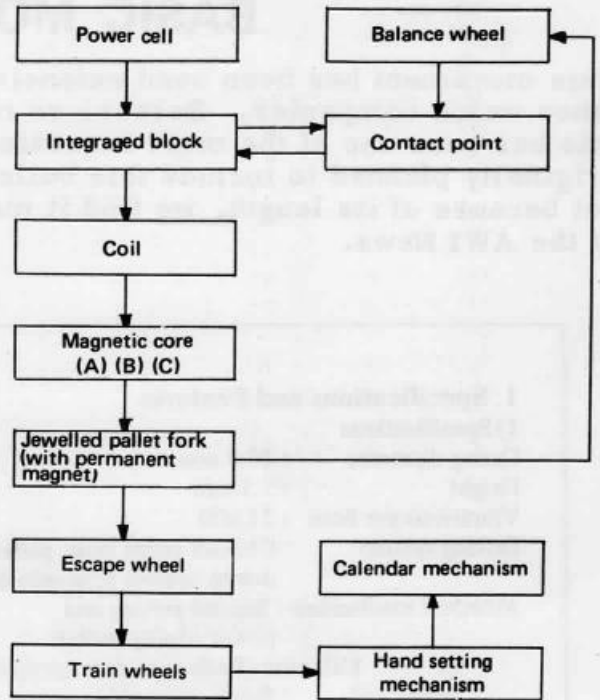 Power cell
Balance wheel
Integraged block
Contact point
Coil
Magnetic core
(A) (B) (C)
Jewelled pallet fork
(with permanent
magnet)
Escape wheel
Calendar mechanism
Train wheels
Hand setting
mechanism